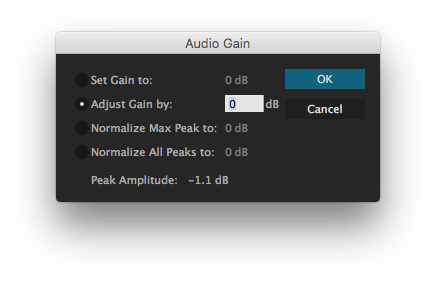 Audio Gain
Set Gain to: 0 dB OK
Adjust Gain by: 0 dB Cancel
Normalize Max Peak to: 0 dB
Normalize All Peaks to: 0 dB
Peak Amplitude: -1.1 dB